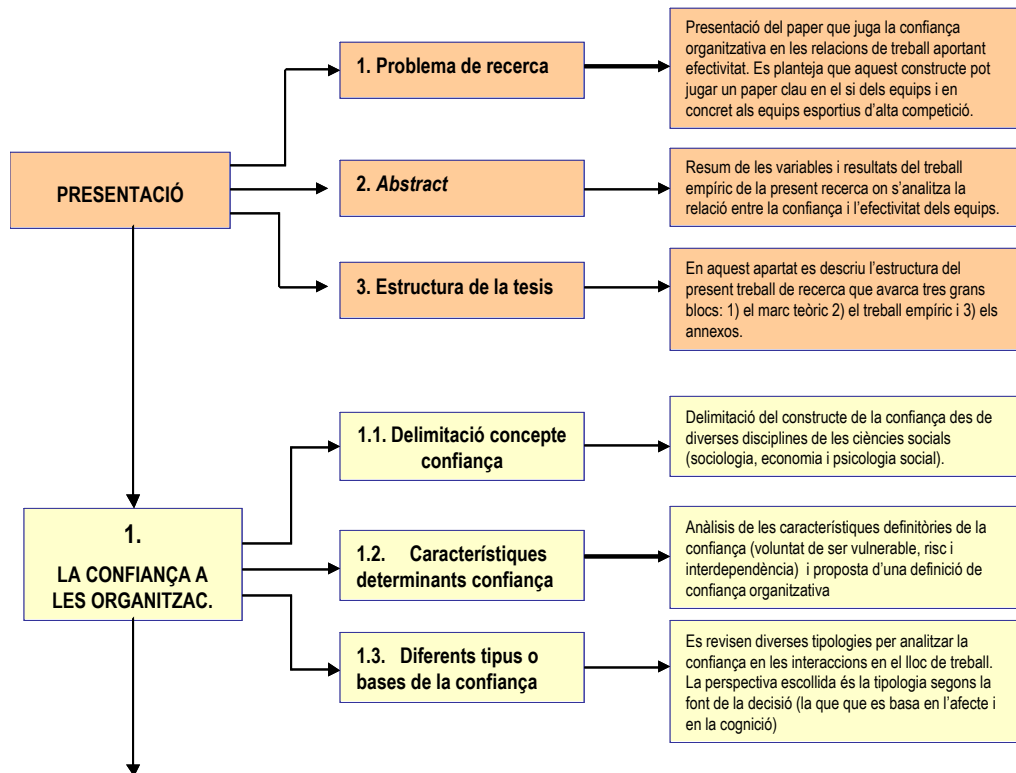 1. Problema de recerca
Presentació del paper que juga la confiança
organitzativa en les relacions de treball aportant
efectivitat. Es planteja que aquest constructe pot
jugar un paper clau en el si dels equips i en
concret als equips esportius d’alta competició.
PRESENTACIÓ
2. Abstract
Resum de les variables i resultats del treball
empíric de la present recerca on s’analitza la
relació entre la confiança i l’efectivitat dels equips.
3. Estructura de la tesis
En aquest apartat es descriu l’estructura del
present treball de recerca que avarca tres grans
blocs: 1) el marc teòric 2) el treball empíric i 3) els
annexos.
1.1. Delimitació concepte
confiança
Delimitació del constructe de la confiança des de
diverses disciplines de les ciències socials
(sociologia, economia i psicologia social).
1.
LA CONFIANÇA A
LES ORGANITZAC.
1.2. Característiques
determinants confiança
Anàlisis de les característiques definitòries de la
confiança (voluntat de ser vulnerable, risc i
interdependència) i proposta d’una definició de
confiança organitzativa
1.3. Diferents tipus o
bases de la confiança
Es revisen diverses tipologies per analitzar la
confiança en les interaccions en el lloc de treball.
La perspectiva escollida és la tipologia segons la
font de la decisió (la que que es basa en l’afecte i
en la cognició)